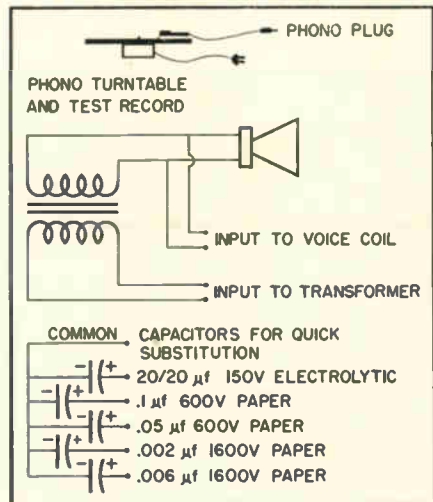 PHONO PLUG
PHONO TURNTABLE
AND TEST RECORD
INPUT TO VOICE COIL
INPUT TO TRANSFORMER
COMMON CAPACITORS FOR QUICK
SUBSTITUTION
- + 20/20 µf 150V ELECTROLYTIC
- + .1 µf 600V PAPER
- + .05 µf 600V PAPER
- + .002 µf 1600V PAPER
- + .006 µf 1600V PAPER